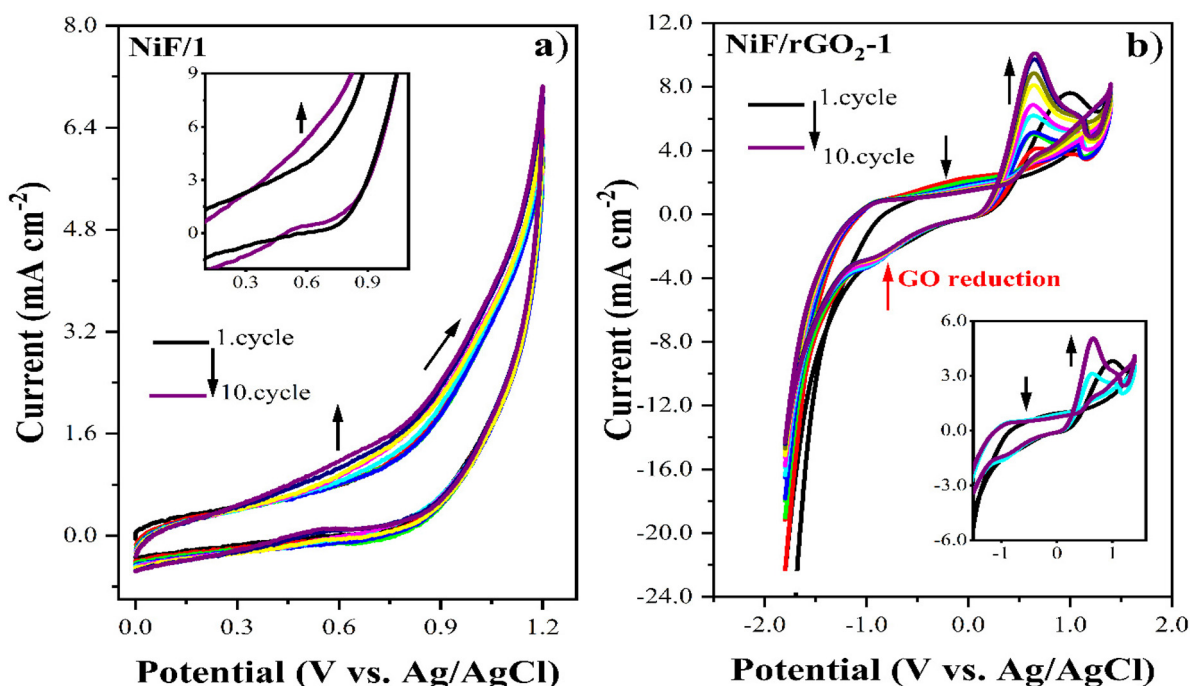 NiF/1
a)
8.0
6.4
4.8
3.2
1.6
0.0
Current (mA cm-2)
9
6
3
0
0.3 0.6 0.9
1.cycle
10.cycle
0.0 0.3 0.6 0.9 1.2
Potential (V vs. Ag/AgCl)
NiF/rGO2-1
b)
12.0
8.0
4.0
0.0
-4.0
-8.0
-12.0
-16.0
-20.0
-24.0
Current (mA cm-2)
1.cycle
10.cycle
GO reduction
6.0
3.0
0.0
-3.0
-6.0
-1 0 1
-2.0 -1.0 0.0 1.0 2.0
Potential (V vs. Ag/AgCl)